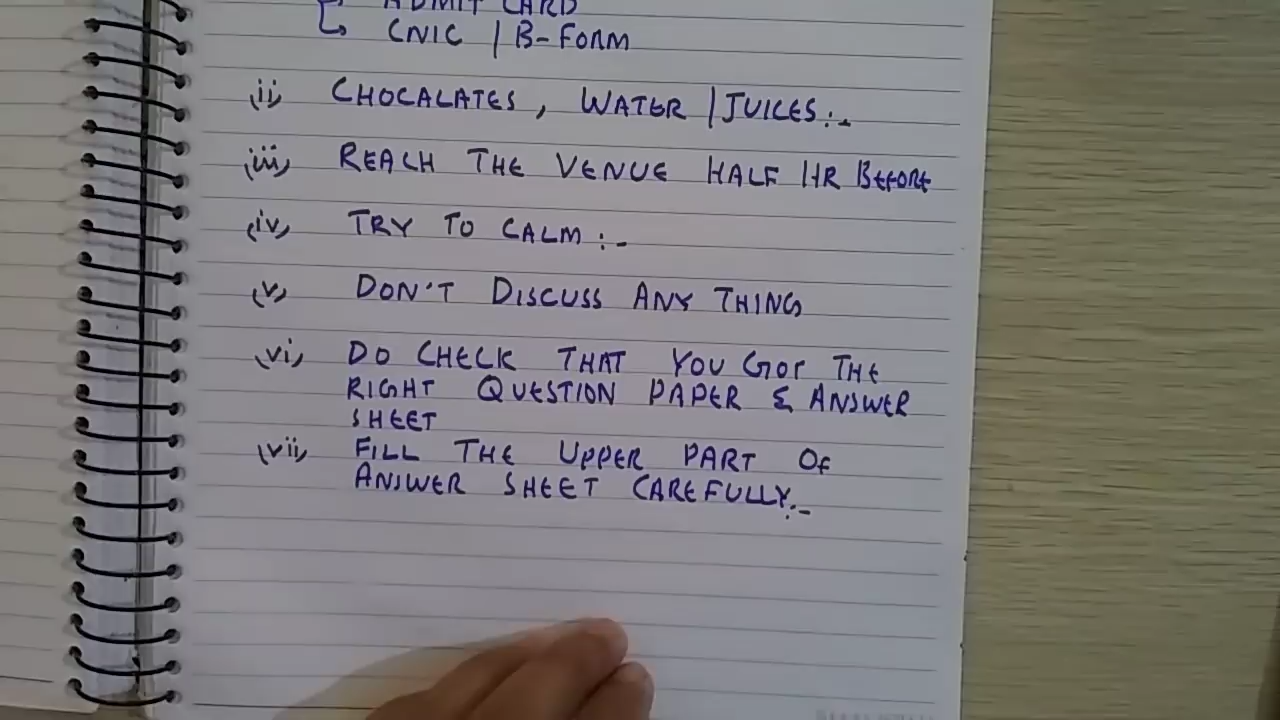 ADMIT CARD
↳ CNIC / B-FORM
(ii) CHOCALATES, WATER / JUICES:-
(iii) REACH THE VENUE HALF HR BEFORE
(iv) TRY TO CALM:-
(v) DON'T DISCUSS ANY THING
(vi) DO CHECK THAT YOU GOT THE
RIGHT QUESTION PAPER & ANSWER
SHEET
(vii) FILL THE UPPER PART OF
ANSWER SHEET CAREFULLY:-